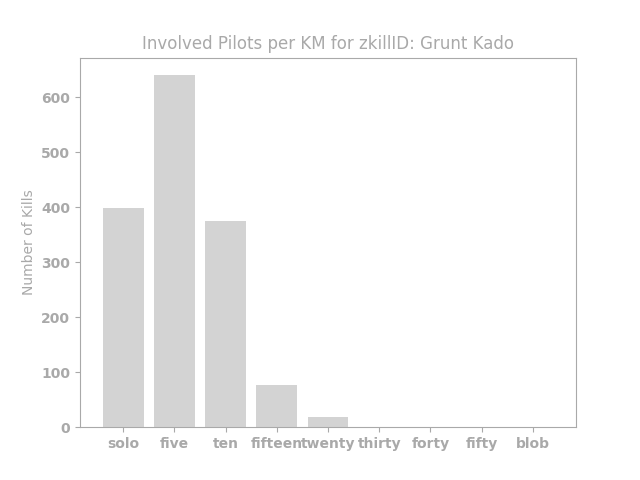 Involved Pilots per KM for zkillID: Grunt Kado
Number of Kills
600
500
400
300
200
100
0
solo five ten fifteen twenty thirty forty fifty blob